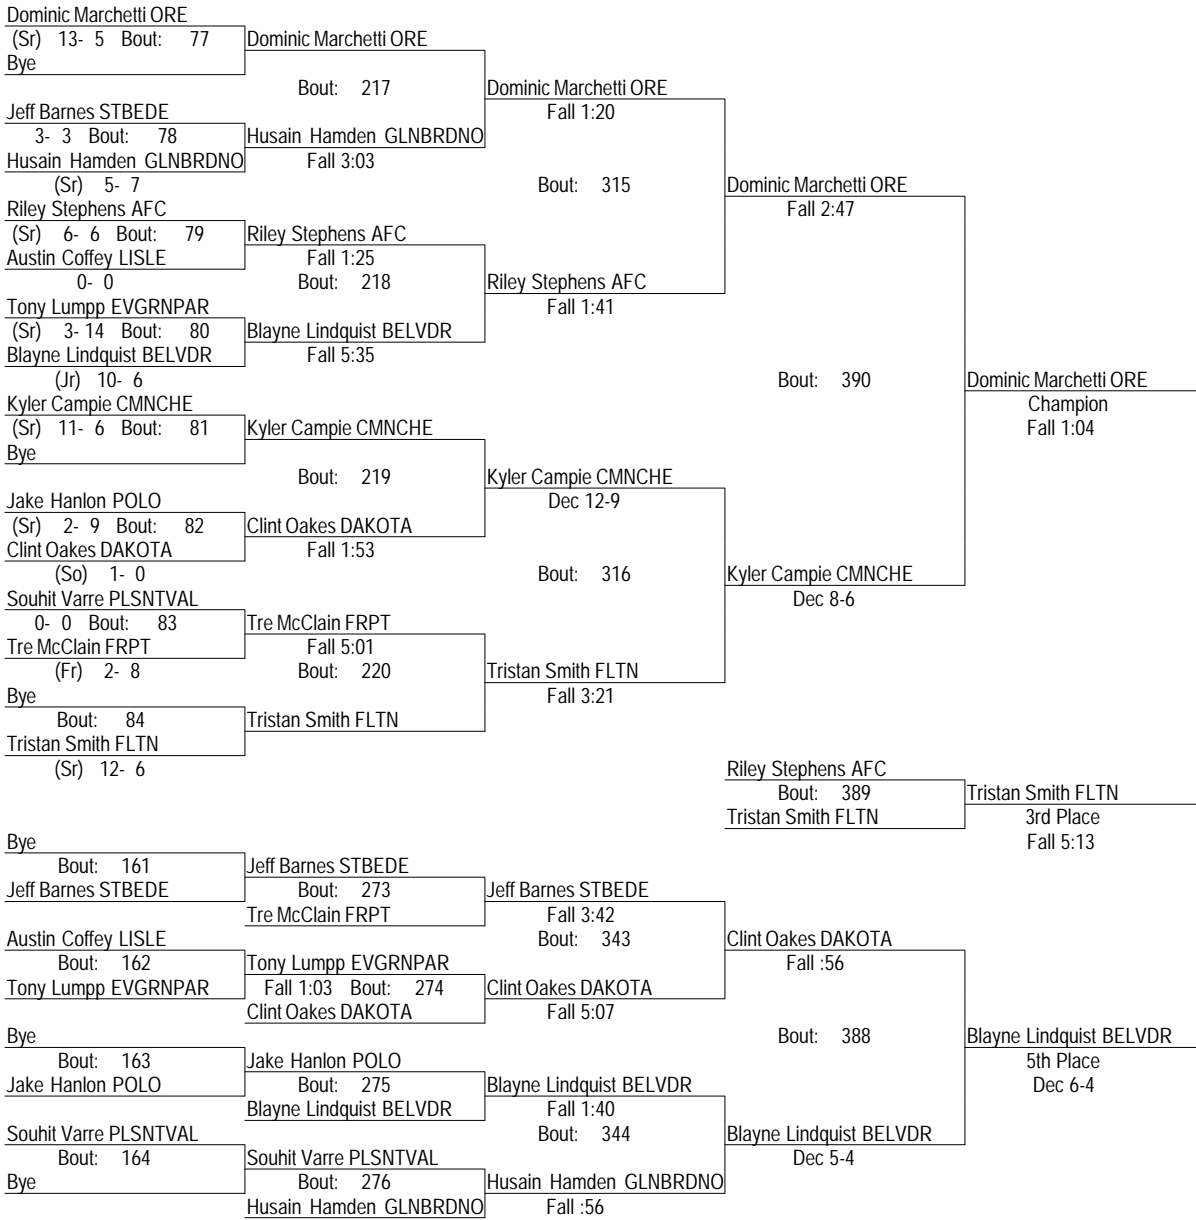 Dominic Marchetti ORE
(Sr) 13- 5 Bout: 77 Dominic Marchetti ORE
Bye
Bout: 217 Dominic Marchetti ORE
Jeff Barnes STBEDE Fall 1:20
3- 3 Bout: 78 Husain Hamden GLNBRDNO
Husain Hamden GLNBRDNO Fall 3:03
(Sr) 5- 7 Bout: 315 Dominic Marchetti ORE
Riley Stephens AFC Fall 2:47
(Sr) 6- 6 Bout: 79 Riley Stephens AFC
Austin Coffey LISLE Fall 1:25
0- 0 Bout: 218 Riley Stephens AFC
Tony Lumpp EVGRNPAR Fall 1:41
(Sr) 3- 14 Bout: 80 Blayne Lindquist BELVDR
Blayne Lindquist BELVDR Fall 5:35
(Jr) 10- 6 Bout: 390 Dominic Marchetti ORE
Kyler Campie CMNCHE Champion
(Sr) 11- 6 Bout: 81 Kyler Campie CMNCHE Fall 1:04
Bye
Bout: 219 Kyler Campie CMNCHE
Jake Hanlon POLO Dec 12-9
(Sr) 2- 9 Bout: 82 Clint Oakes DAKOTA
Clint Oakes DAKOTA Fall 1:53
(So) 1- 0 Bout: 316 Kyler Campie CMNCHE
Souhit Varre PLSNTVAL Dec 8-6
0- 0 Bout: 83 Tre McClain FRPT
Tre McClain FRPT Fall 5:01
(Fr) 2- 8 Bout: 220 Tristan Smith FLTN
Bye Fall 3:21
Bout: 84 Tristan Smith FLTN
Tristan Smith FLTN
(Sr) 12- 6 Riley Stephens AFC
Bout: 389 Tristan Smith FLTN
Tristan Smith FLTN 3rd Place
Bye Fall 5:13
Bout: 161 Jeff Barnes STBEDE
Jeff Barnes STBEDE Bout: 273 Jeff Barnes STBEDE
Tre McClain FRPT Fall 3:42
Austin Coffey LISLE Bout: 343 Clint Oakes DAKOTA
Bout: 162 Tony Lumpp EVGRNPAR Fall :56
Tony Lumpp EVGRNPAR Fall 1:03 Bout: 274 Clint Oakes DAKOTA
Clint Oakes DAKOTA Fall 5:07
Bye Bout: 388 Blayne Lindquist BELVDR
Bout: 163 Jake Hanlon POLO 5th Place
Jake Hanlon POLO Bout: 275 Blayne Lindquist BELVDR Dec 6-4
Blayne Lindquist BELVDR Fall 1:40
Souhit Varre PLSNTVAL Bout: 344 Blayne Lindquist BELVDR
Bout: 164 Souhit Varre PLSNTVAL Dec 5-4
Bye Bout: 276 Husain Hamden GLNBRDNO
Husain Hamden GLNBRDNO Fall :56